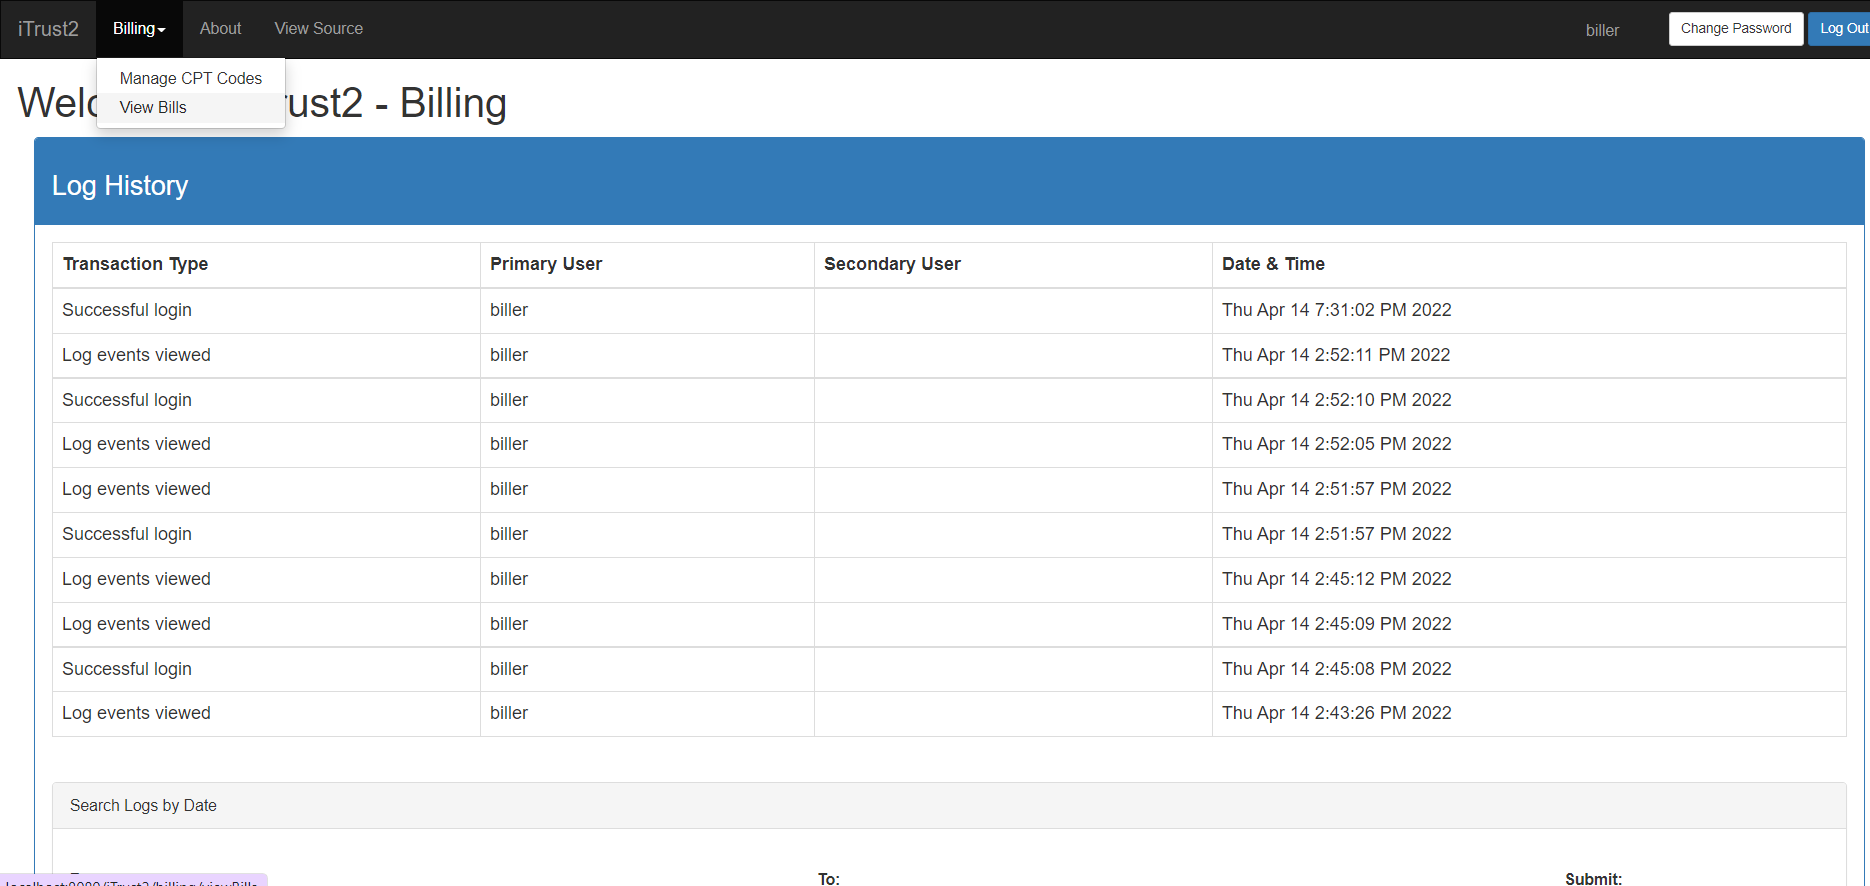 iTrust2 Billing About View Source biller Change Password Log Out
Manage CPT Codes
View Bills
rust2 - Billing
Log History
Transaction Type Primary User Secondary User Date & Time
Successful login biller Thu Apr 14 7:31:02 PM 2022
Log events viewed biller Thu Apr 14 2:52:11 PM 2022
Successful login biller Thu Apr 14 2:52:10 PM 2022
Log events viewed biller Thu Apr 14 2:52:05 PM 2022
Log events viewed biller Thu Apr 14 2:51:57 PM 2022
Successful login biller Thu Apr 14 2:51:57 PM 2022
Log events viewed biller Thu Apr 14 2:45:12 PM 2022
Log events viewed biller Thu Apr 14 2:45:09 PM 2022
Successful login biller Thu Apr 14 2:45:08 PM 2022
Log events viewed biller Thu Apr 14 2:43:26 PM 2022
Search Logs by Date
To: Submit: